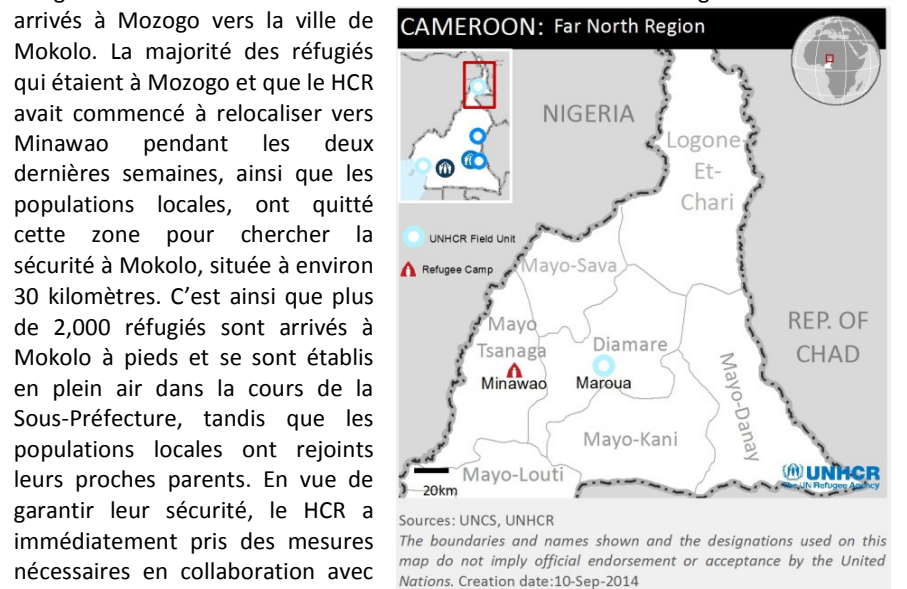 arrivés à Mozogo vers la ville de
Mokolo. La majorité des réfugiés
qui étaient à Mozogo et que le HCR
avait commencé à relocaliser vers
Minawao pendant les deux
dernières semaines, ainsi que les
populations locales, ont quitté
cette zone pour chercher la
sécurité à Mokolo, située à environ
30 kilomètres. C’est ainsi que plus
de 2,000 réfugiés sont arrivés à
Mokolo à pieds et se sont établis
en plein air dans la cours de la
Sous-Préfecture, tandis que les
populations locales ont rejoints
leurs proches parents. En vue de
garantir leur sécurité, le HCR a
immédiatement pris des mesures
nécessaires en collaboration avec
CAMEROON: Far North Region
NIGERIA
Logone
Et-
Chari
UNHCR Field Unit
Refugee Camp
Mayo-Sava
Mayo
Tsanaga
Minawao
Diamare
Maroua
REP. OF
CHAD
Mayo-Danay
Mayo-Kani
Mayo-Louti
20km
UNHCR
The UN Refugee Agency
Sources: UNCS, UNHCR
The boundaries and names shown and the designations used on this
map do not imply official endorsement or acceptance by the United
Nations. Creation date:10-Sep-2014